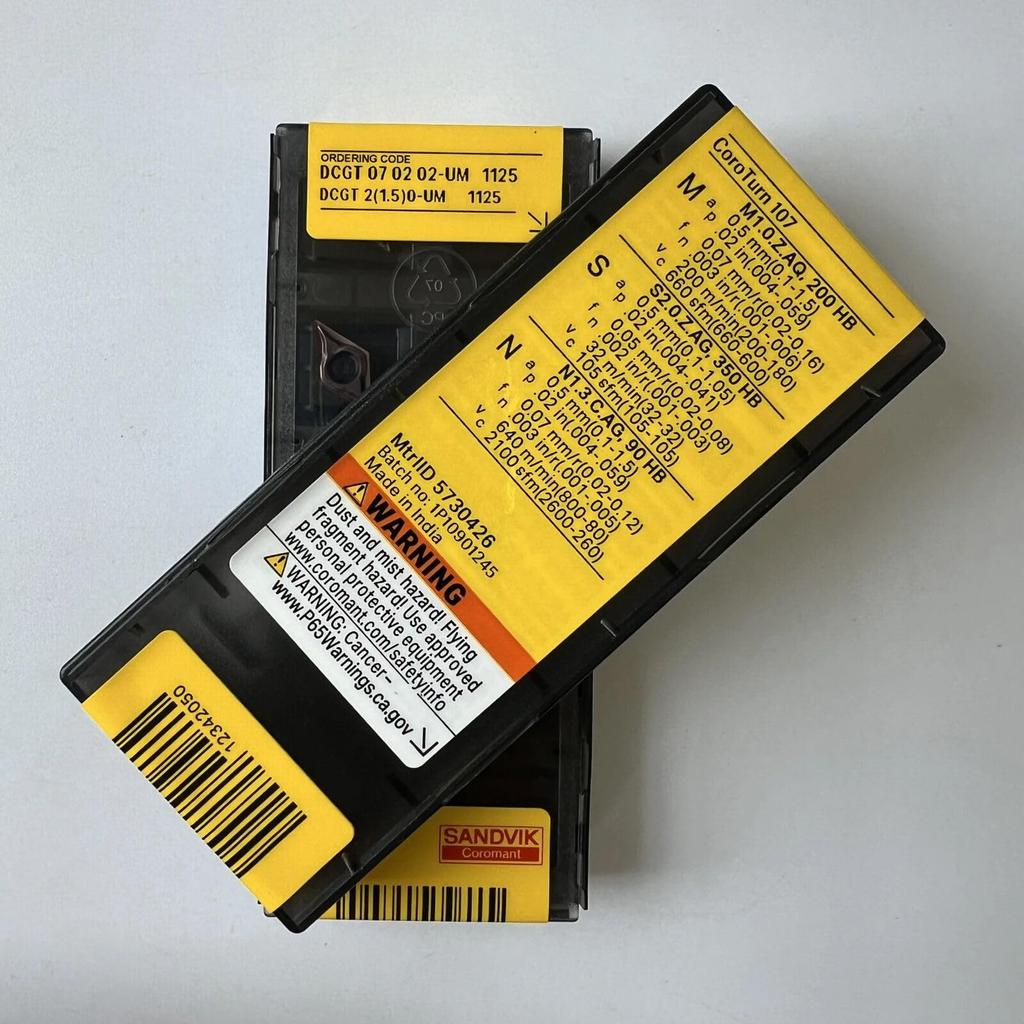 ORDERING CODE
DCGT 07 02 02-UM 1125
DCGT 2(1.5)0-UM 1125
07
PC
CoroTurn 107
M M1.0.Z.AQ, 200 HB
ap 0.5 mm(0.1-1.5)
.02 in(.004-.059)
fn 0.07 mm/r(0.02-0.16)
.003 in/r(.001-.006)
vc 200 m/min(200-180)
660 sfm(660-600)
S S2.0.Z.AG, 350 HB
ap 0.5 mm(0.1-1.05)
.02 in(.004-.041)
fn 0.05 mm/r(0.02-0.08)
.002 in/r(.001-.003)
vc 32 m/min(32-32)
105 sfm(105-105)
N N1.3.C.AG, 90 HB
ap 0.5 mm(0.1-1.5)
.02 in(.004-.059)
fn 0.07 mm/r(0.02-0.12)
.003 in/r(.001-.005)
vc 640 m/min(800-80)
2100 sfm(2600-260)
MtrlID 5730426
Batch no: 1P10901245
Made in India
WARNING
Dust and mist hazard! Flying
fragment hazard! Use approved
personal protective equipment
www.coromant.com/safetyinfo
WARNING: Cancer-
www.P65Warnings.ca.gov
12342050
SANDVIK
Coromant